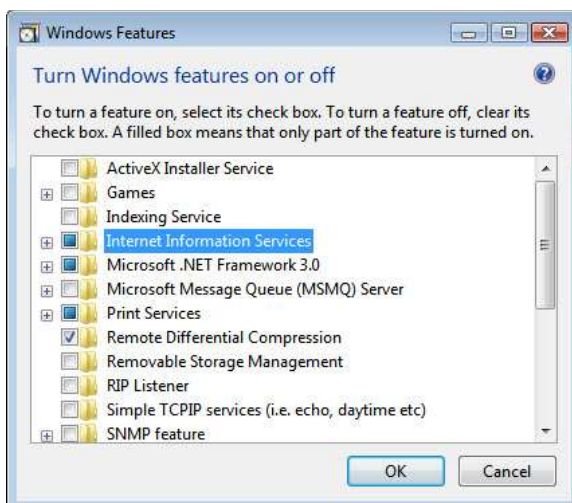 Windows Features
Turn Windows features on or off
To turn a feature on, select its check box. To turn a feature off, clear its
check box. A filled box means that only part of the feature is turned on.
ActiveX Installer Service
Games
Indexing Service
Internet Information Services
Microsoft .NET Framework 3.0
Microsoft Message Queue (MSMQ) Server
Print Services
Remote Differential Compression
Removable Storage Management
RIP Listener
Simple TCPIP services (i.e. echo, daytime etc)
SNMP feature
OK Cancel